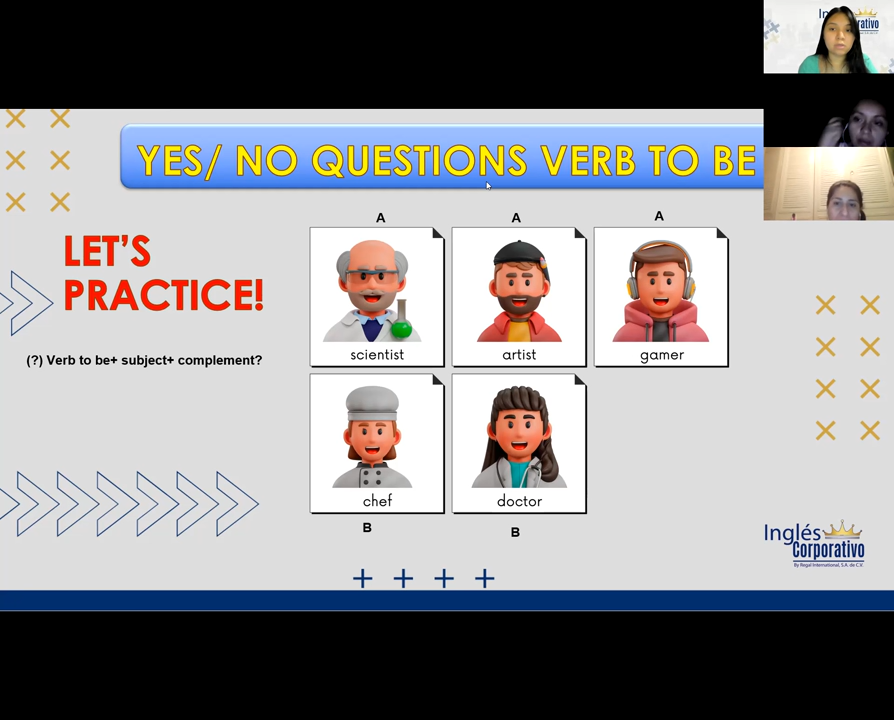 YES/ NO QUESTIONS VERB TO BE
LET'S
PRACTICE!
(?) Verb to be+ subject+ complement?
A
A
A
scientist
artist
gamer
chef
doctor
B
B
Inglés
Corporativo
By Regal International, S.A. de C.V.